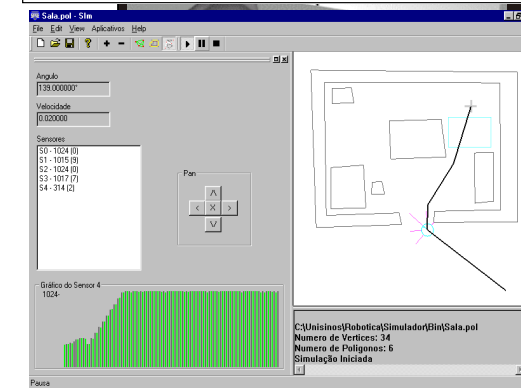 Sala.pol - SIm
File Edit View Aplicativos Help
Angulo
139.000000°
Velocidade
0.020000
Sensores
S0 - 1024 (0)
S1 - 1015 (9)
S2 - 1024 (0)
S3 - 1017 (7)
S4 - 314 (2)
Pan
< X >
Gráfico do Sensor 4
1024-
C:\Unisinos\Robotica\Simulador\Bin\Sala.pol
Numero de Vertices: 34
Numero de Poligonos: 6
Simulação Iniciada
Pausa